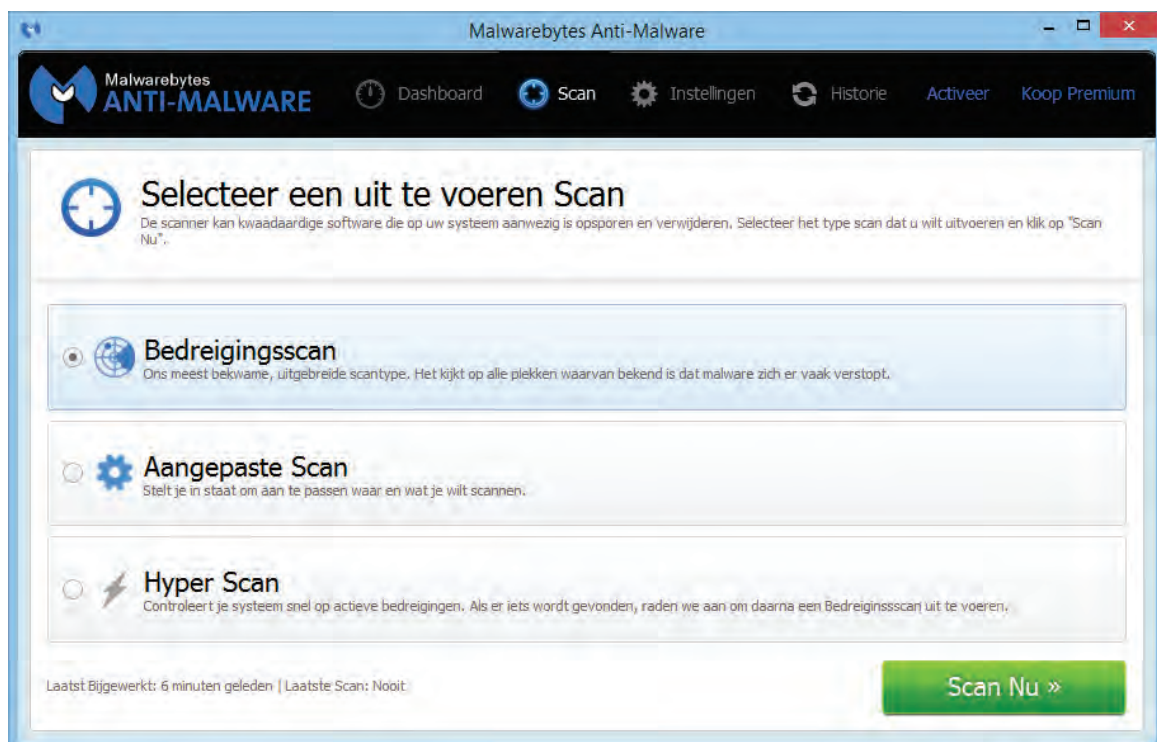 Malwarebytes Anti-Malware
Malwarebytes
ANTI-MALWARE
Dashboard
Scan
Instellingen
Historie
Activeer
Koop Premium
Selecteer een uit te voeren Scan
De scanner kan kwaadaardige software die op uw systeem aanwezig is opsporen en verwijderen. Selecteer het type scan dat u wilt uitvoeren en klik op "Scan
Nu".
Bedreigingsscan
Ons meest bekwame, uitgebreide scantype. Het kijkt op alle plekken waarvan bekend is dat malware zich er vaak verstopt.
Aangepaste Scan
Stelt je in staat om aan te passen waar en wat je wilt scannen.
Hyper Scan
Controleert je systeem snel op actieve bedreigingen. Als er iets wordt gevonden, raden we aan om daarna een Bedreiginssscan uit te voeren.
Laatst Bijgewerkt: 6 minuten geleden | Laatste Scan: Nooit
Scan Nu »